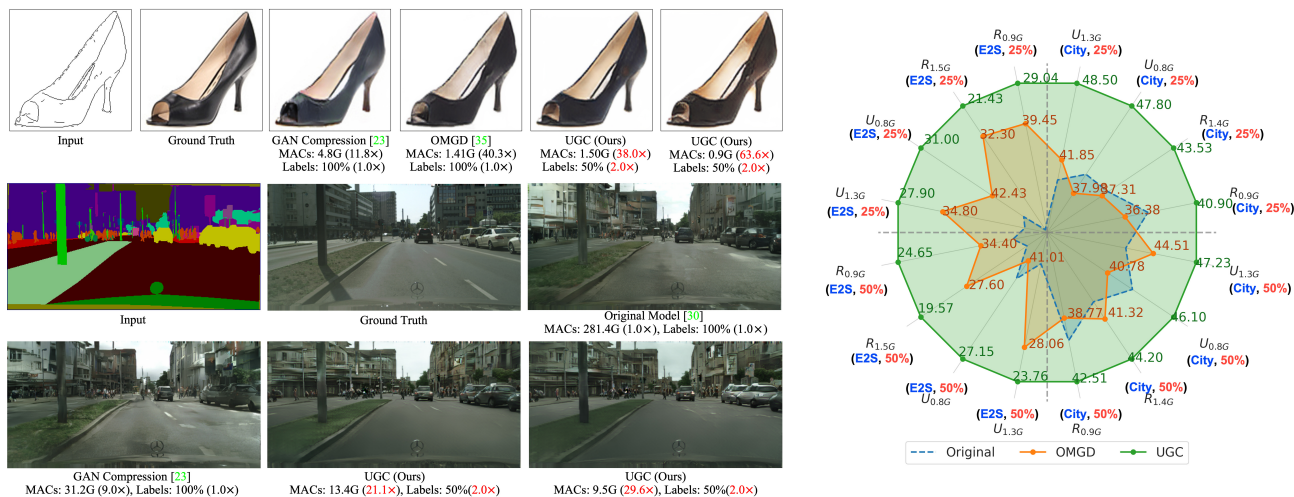 Input
Ground Truth
GAN Compression [23]
MACs: 4.8G (11.8×)
Labels: 100% (1.0×)
OMGD [35]
MACs: 1.41G (40.3×)
Labels: 100% (1.0×)
UGC (Ours)
MACs: 1.50G (38.0×)
Labels: 50% (2.0×)
UGC (Ours)
MACs: 0.9G (63.6×)
Labels: 50% (2.0×)
Input
Ground Truth
Original Model [30]
MACs: 281.4G (1.0×), Labels: 100% (1.0×)
GAN Compression [23]
MACs: 31.2G (9.0×), Labels: 100% (1.0×)
UGC (Ours)
MACs: 13.4G (21.1×), Labels: 50%(2.0×)
UGC (Ours)
MACs: 9.5G (29.6×), Labels: 50%(2.0×)
R0.9G
(E2S, 25%)
29.04
U1.3G
(City, 25%)
48.50
U0.8G
(City, 25%)
47.80
R1.4G
(City, 25%)
43.53
R0.9G
(City, 25%)
40.90
U1.3G
(City, 50%)
47.23
U0.8G
(City, 50%)
46.10
(City, 50%)
R1.4G
44.20
(City, 50%)
R0.9G
42.51
(E2S, 50%)
U1.3G
23.76
(E2S, 50%)
U0.8G
27.15
R1.5G
(E2S, 50%)
19.57
R0.9G
(E2S, 50%)
24.65
U1.3G
(E2S, 25%)
27.90
U0.8G
(E2S, 25%)
31.00
R1.5G
(E2S, 25%)
21.43
39.45
41.85
37.98
37.31
36.38
44.51
40.78
41.32
38.77
28.06
41.01
27.60
34.40
34.80
42.43
32.30
Original
OMGD
UGC